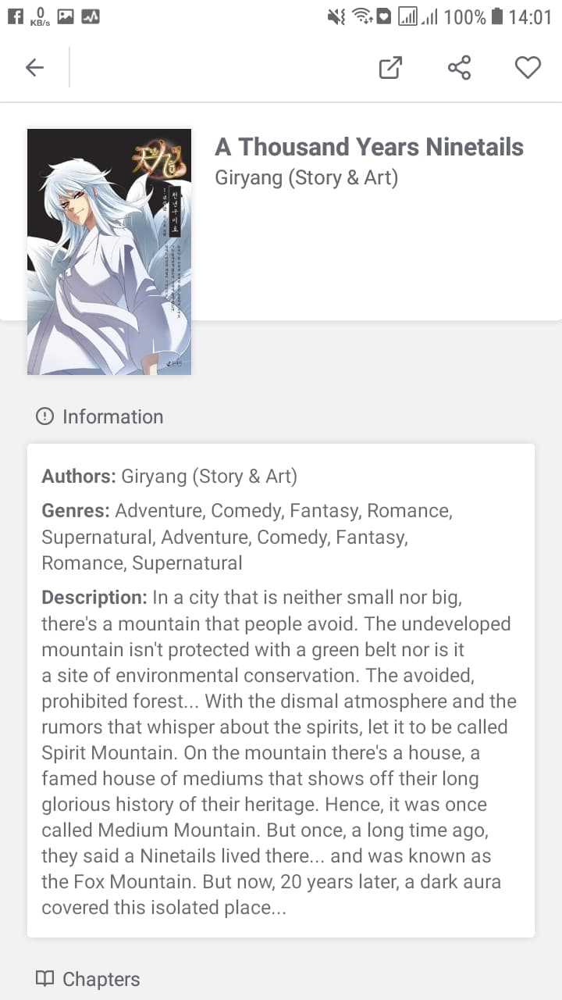 0
KB/s
100%
14:01
A Thousand Years Ninetails
Giryang (Story & Art)
천년구미호
Information
Authors: Giryang (Story & Art)
Genres: Adventure, Comedy, Fantasy, Romance,
Supernatural, Adventure, Comedy, Fantasy,
Romance, Supernatural
Description: In a city that is neither small nor big,
there's a mountain that people avoid. The undeveloped
mountain isn't protected with a green belt nor is it
a site of environmental conservation. The avoided,
prohibited forest... With the dismal atmosphere and the
rumors that whisper about the spirits, let it to be called
Spirit Mountain. On the mountain there's a house, a
famed house of mediums that shows off their long
glorious history of their heritage. Hence, it was once
called Medium Mountain. But once, a long time ago,
they said a Ninetails lived there... and was known as
the Fox Mountain. But now, 20 years later, a dark aura
covered this isolated place...
Chapters